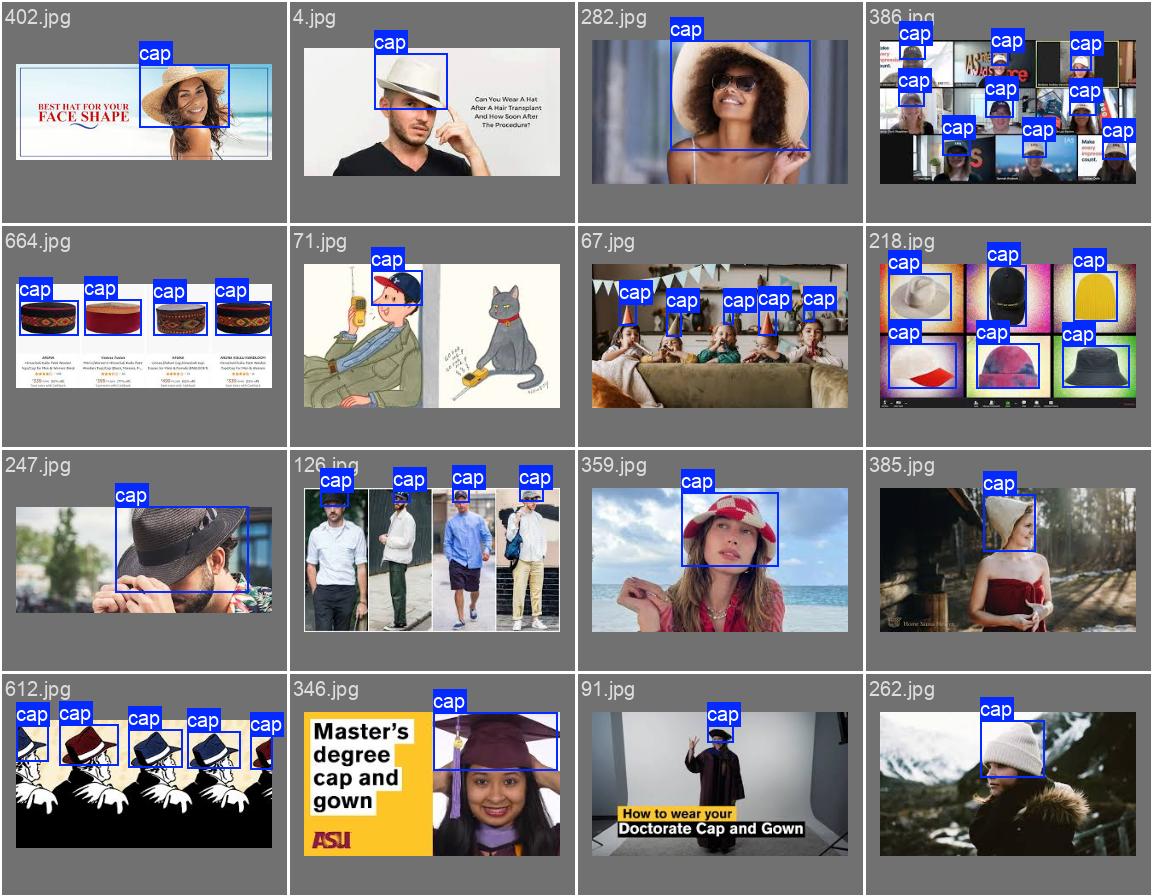 402.jpg
cap
BEST HAT FOR YOUR
FACE SHAPE
4.jpg
cap
Can You Wear A Hat
After A Hair Transplant
And How Soon After
The Procedure?
282.jpg
cap
386.jpg
cap
cap
cap
cap
cap
cap
cap
cap
cap
664.jpg
cap
cap
cap
cap
71.jpg
cap
67.jpg
cap
cap
cap
cap
cap
218.jpg
cap
cap
cap
cap
cap
cap
247.jpg
cap
126.jpg
cap
cap
cap
cap
359.jpg
cap
385.jpg
cap
612.jpg
cap
cap
cap
cap
cap
346.jpg
cap
Master's
degree
cap and
gown
ASU
91.jpg
cap
How to wear your
Doctorate Cap and Gown
262.jpg
cap